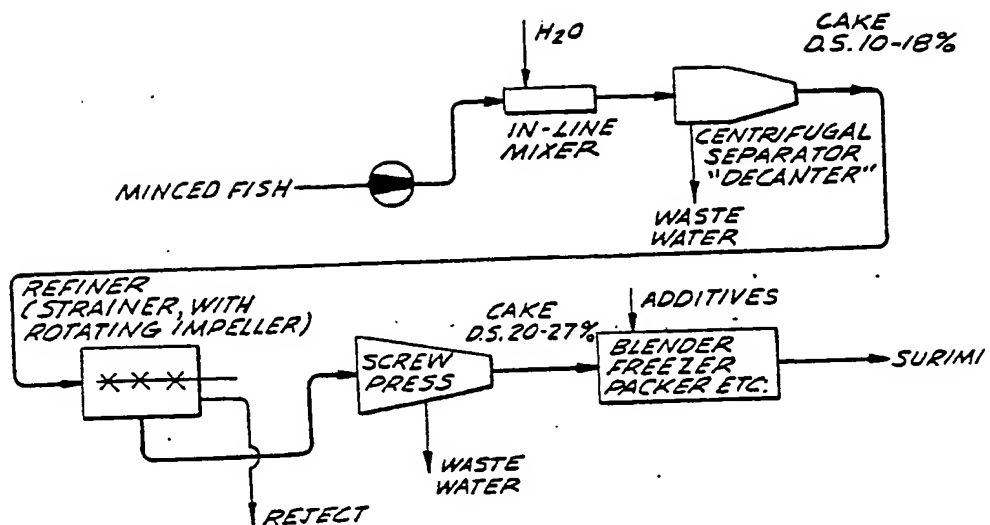 CAKE
D.S. 10-18%
H2O
IN-LINE
MIXER
CENTRIFUGAL
SEPARATOR
"DECANTER"
MINCED FISH
WASTE
WATER
REFINER
(STRAINER, WITH
ROTATING IMPELLER)
CAKE
D.S. 20-27%
ADDITIVES
SCREW
PRESS
BLENDER
FREEZER
PACKER ETC.
SURIMI
WASTE
WATER
REJECT